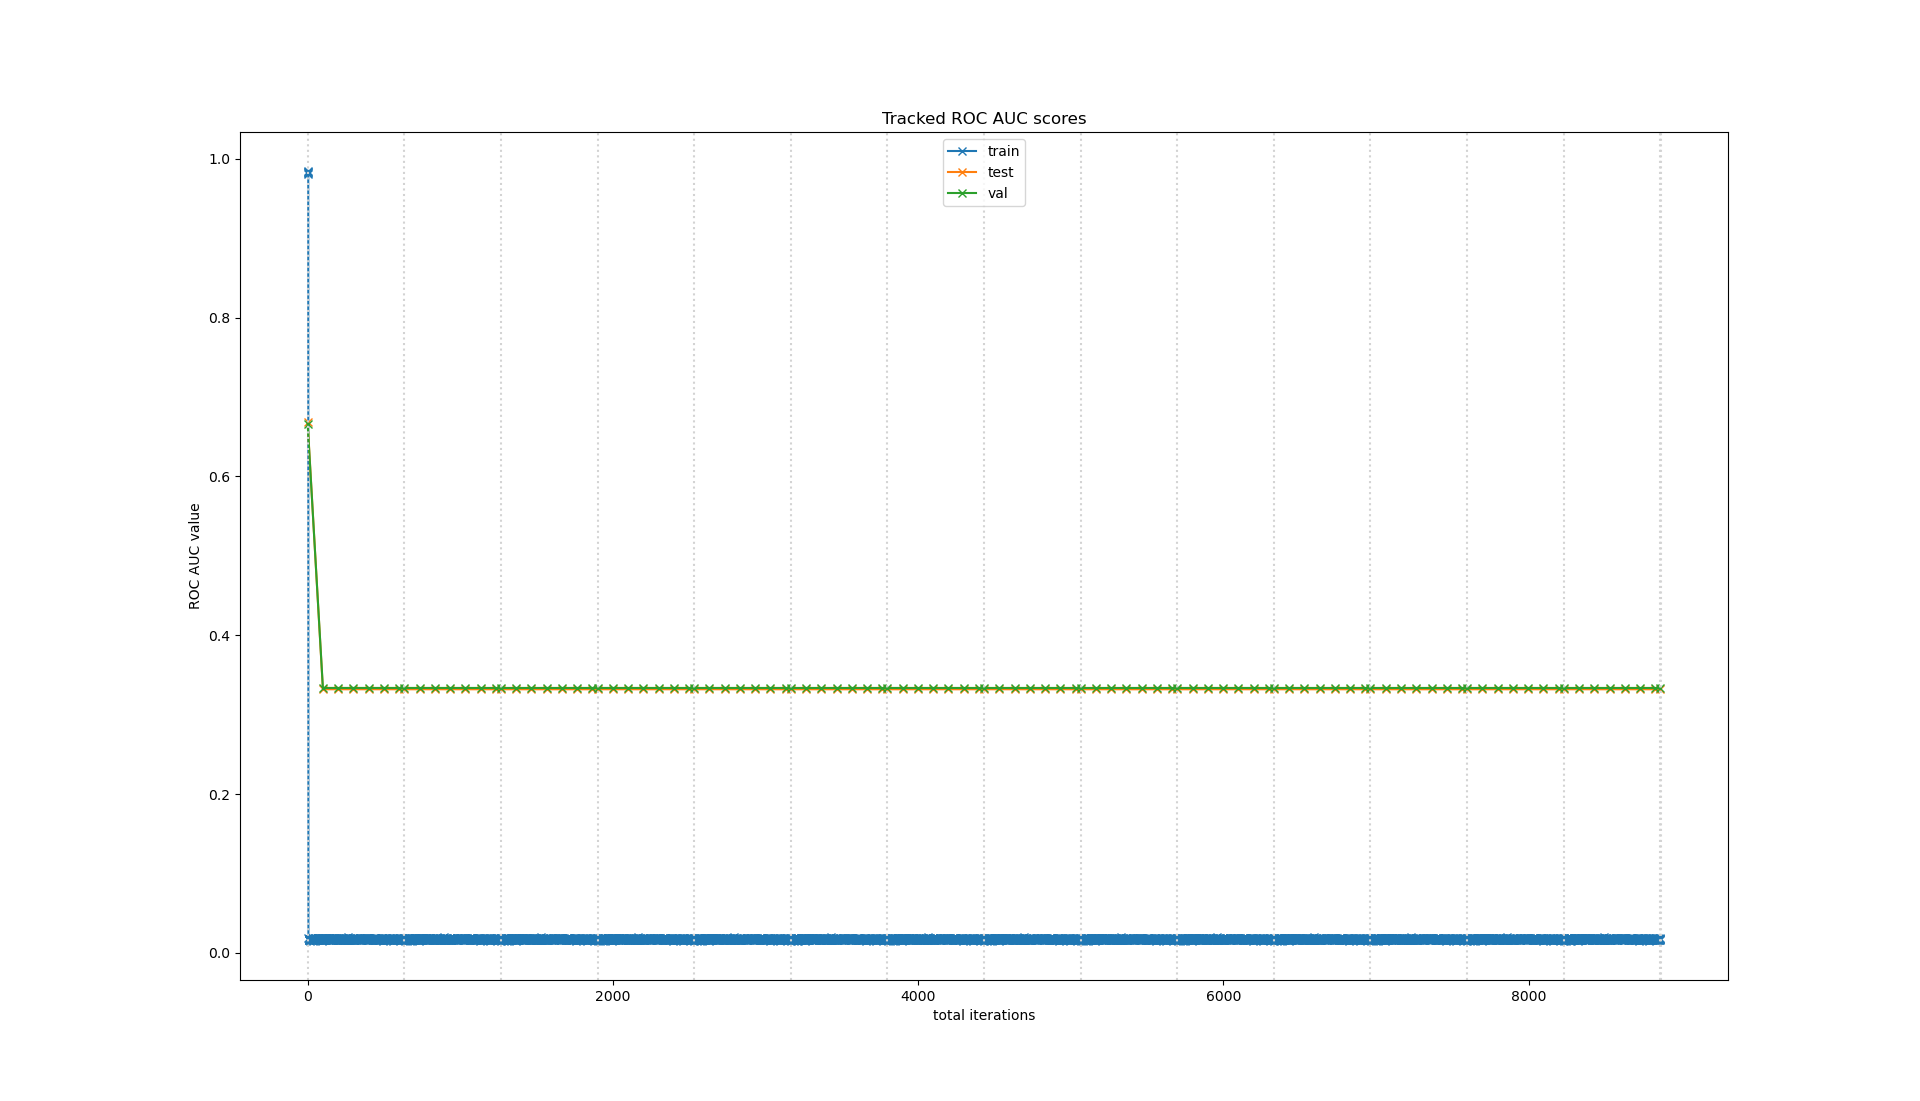 Tracked ROC AUC scores
train
test
val
1.0
0.8
0.6
0.4
0.2
0.0
ROC AUC value
0 2000 4000 6000 8000
total iterations